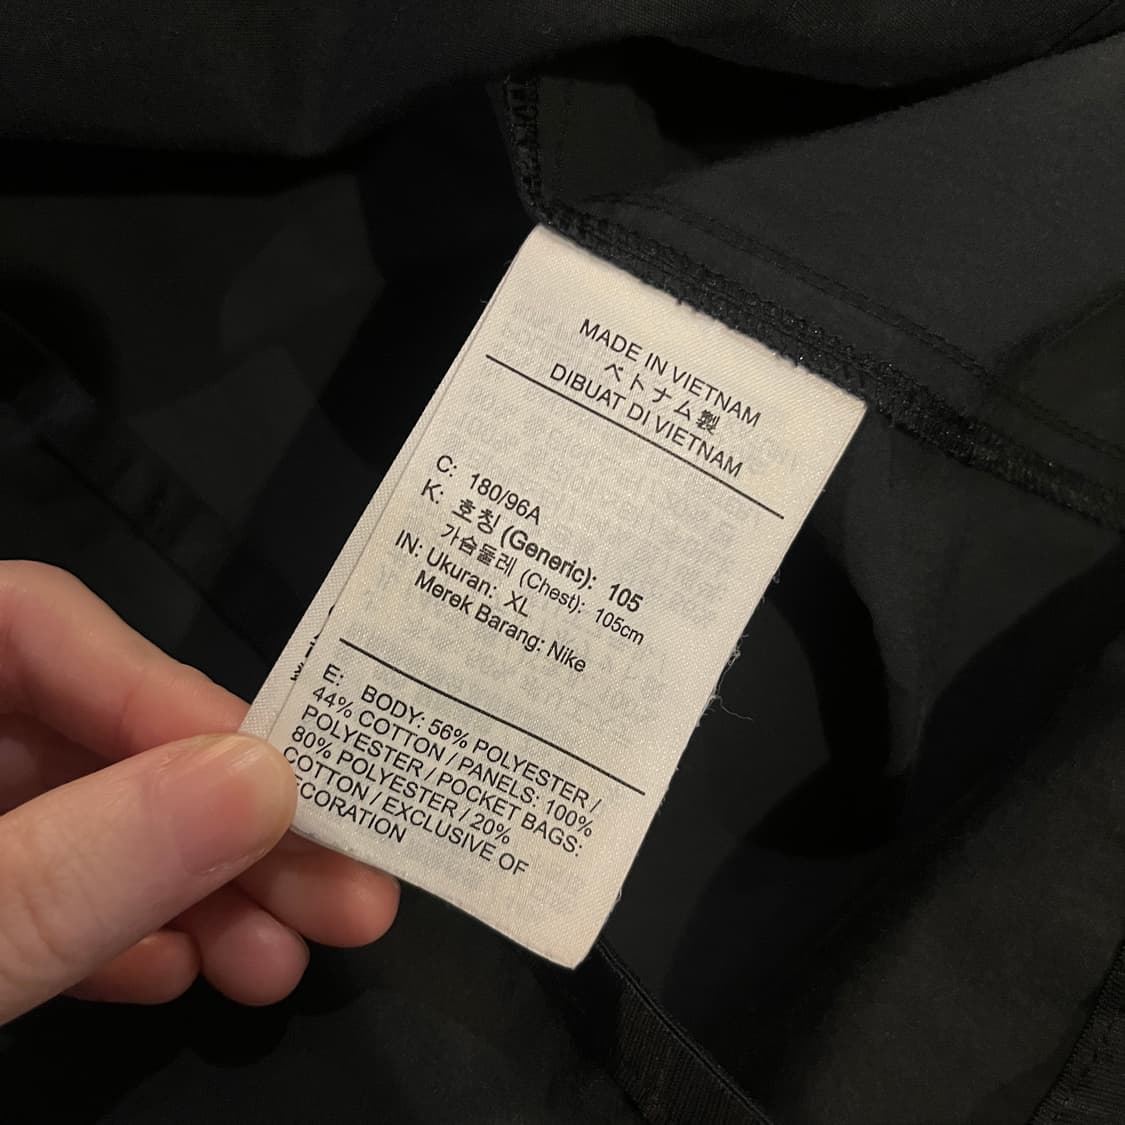 MADE IN VIETNAM
ベトナム製
DIBUAT DI VIETNAM
C: 180/96A
K: 호칭 (Generic): 105
가슴둘레 (Chest): 105cm
IN: Ukuran: XL
Merek Barang: Nike
E: BODY: 56% POLYESTER /
44% COTTON / PANELS: 100%
POLYESTER / POCKET BAGS:
80% POLYESTER / 20%
COTTON / EXCLUSIVE OF
ECORATION